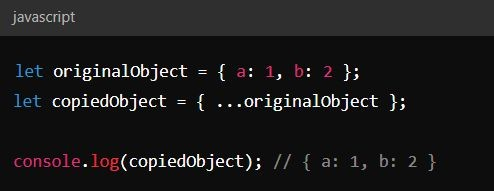 javascript
let originalObject = { a: 1, b: 2 };
let copiedObject = { ...originalObject };
console.log(copiedObject); // { a: 1, b: 2 }